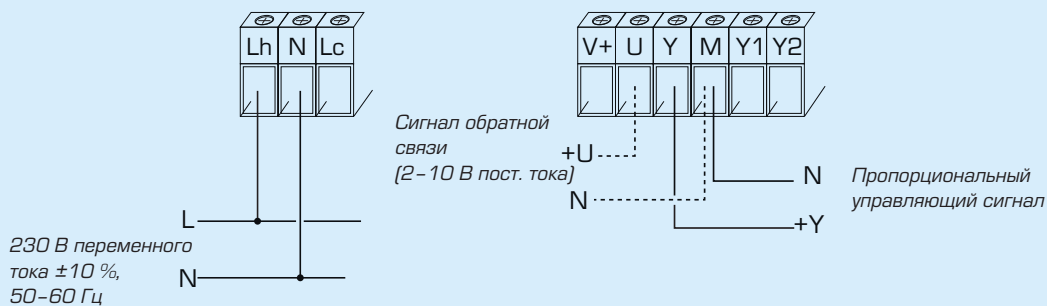 Lh N Lc
V+ U Y M Y1 Y2
Сигнал обратной
связи
(2–10 В пост. тока)
+U
N
N
+Y
Пропорциональный
управляющий сигнал
L
N
230 В переменного
тока ±10 %,
50–60 Гц